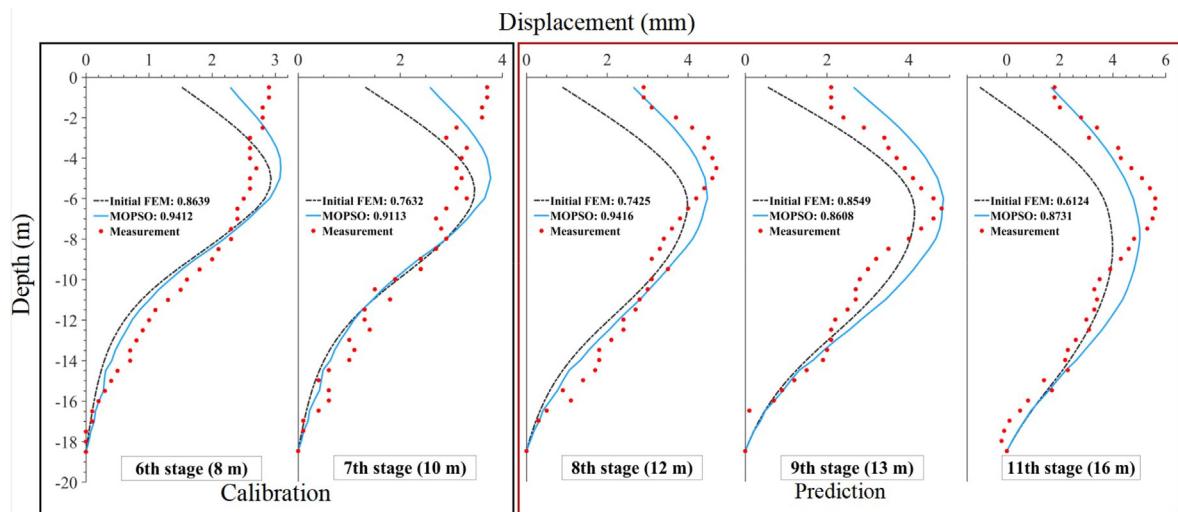 Displacement (mm)
0 1 2 3
0 2 4
0 2 4
0 2 4
0 2 4 6
Depth (m)
0
-2
-4
-6
-8
-10
-12
-14
-16
-18
-20
Initial FEM: 0.8639
MOPSO: 0.9412
Measurement
6th stage (8 m)
Initial FEM: 0.7632
MOPSO: 0.9113
Measurement
7th stage (10 m)
Calibration
Initial FEM: 0.7425
MOPSO: 0.9416
Measurement
8th stage (12 m)
Initial FEM: 0.8549
MOPSO: 0.8608
Measurement
9th stage (13 m)
Initial FEM: 0.6124
MOPSO: 0.8731
Measurement
11th stage (16 m)
Prediction